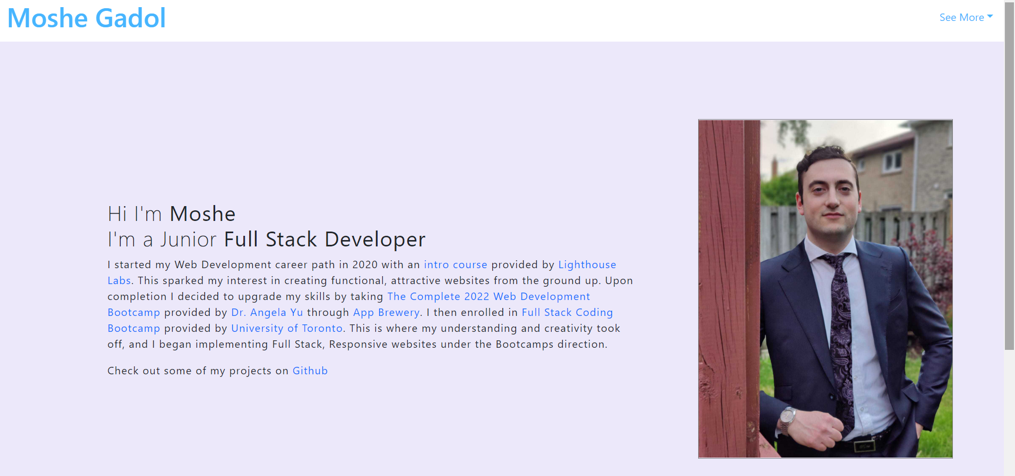 Moshe Gadol
See More
Hi I'm Moshe
I'm a Junior Full Stack Developer
I started my Web Development career path in 2020 with an intro course provided by Lighthouse
Labs. This sparked my interest in creating functional, attractive websites from the ground up. Upon
completion I decided to upgrade my skills by taking The Complete 2022 Web Development
Bootcamp provided by Dr. Angela Yu through App Brewery. I then enrolled in Full Stack Coding
Bootcamp provided by University of Toronto. This is where my understanding and creativity took
off, and I began implementing Full Stack, Responsive websites under the Bootcamps direction.
Check out some of my projects on Github